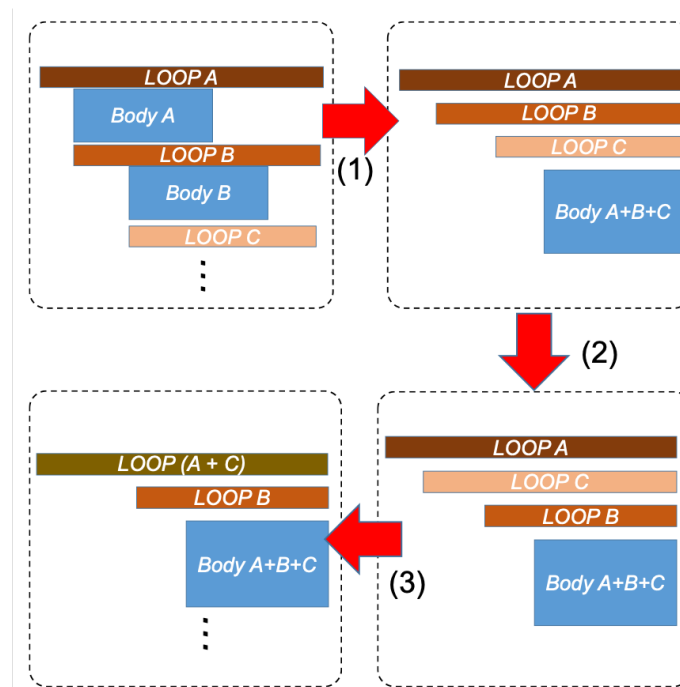 LOOP A
Body A
LOOP B
Body B
LOOP C
(1)
LOOP A
LOOP B
LOOP C
Body A+B+C
(2)
LOOP A
LOOP C
LOOP B
Body A+B+C
(3)
LOOP (A + C)
LOOP B
Body A+B+C